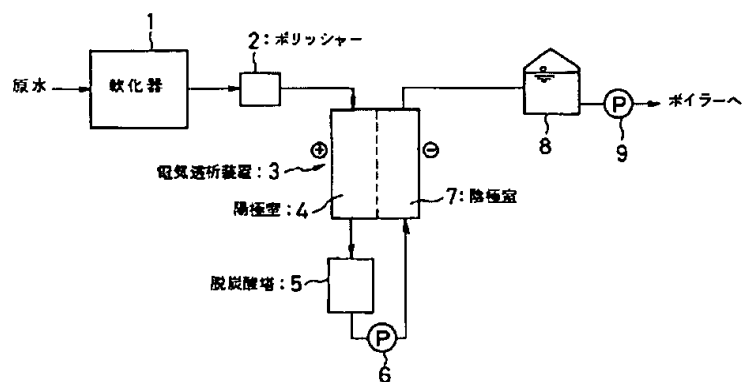 1
2:ポリッシャー
原水
軟化器
ボイラーへ
P
8
9
⊕
⊖
電気透析装置:3
陽極室:4
7:陰極室
脱炭酸塔:5
P
6